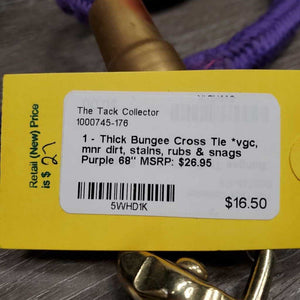 The Tack Collector
1000745-176
1 - Thick Bungee Cross Tie *vgc,
mnr dirt, stains, rubs & snags
Purple 68" MSRP: $26.95
5WHD1K
$16.50
Retail (New) Price
is $ 27